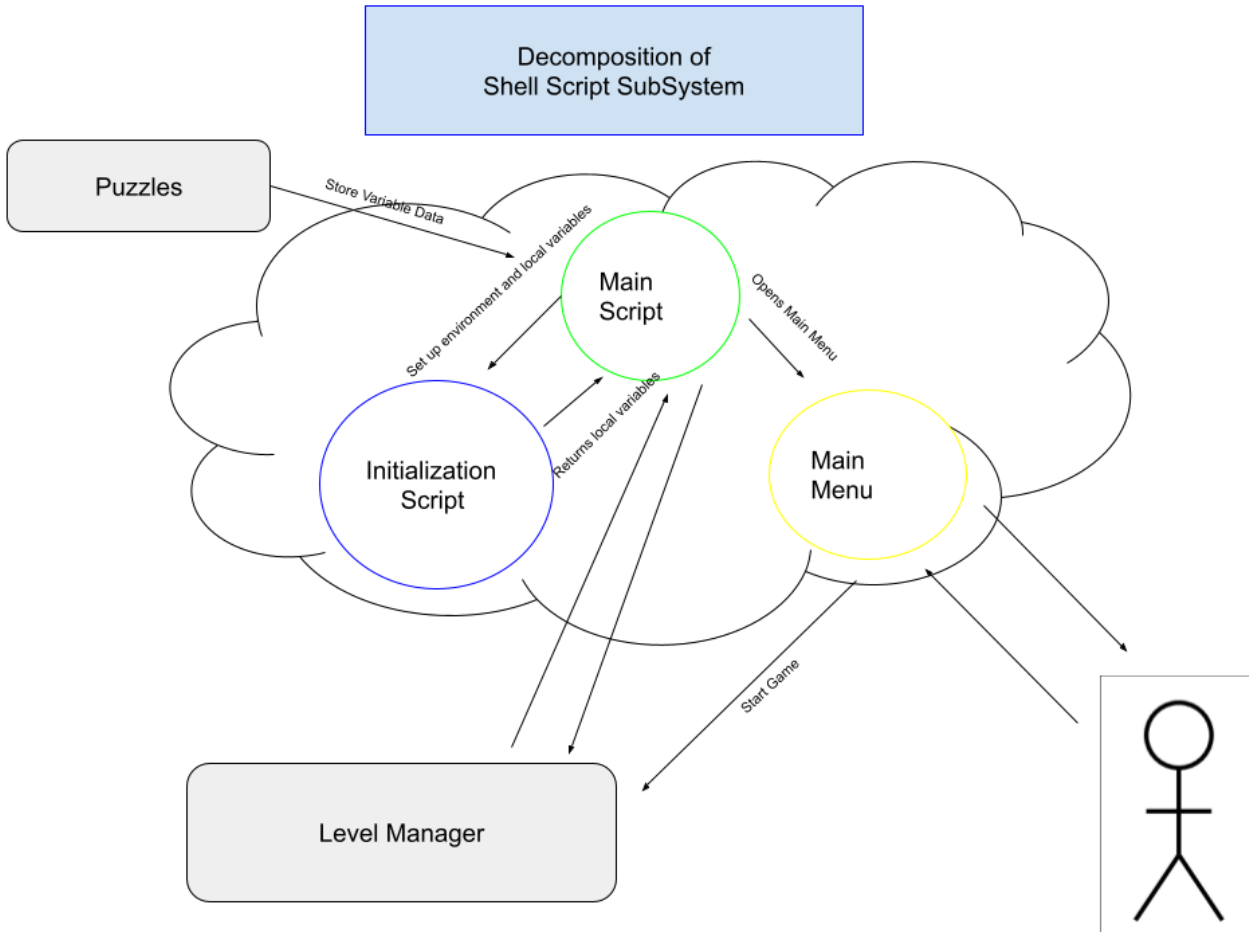 Decomposition of
Shell Script SubSystem
Puzzles
Store Variable Data
Set up environment and local variables
Main
Script
Opens Main Menu
Returns local variables
Initialization
Script
Main
Menu
Start Game
Level Manager